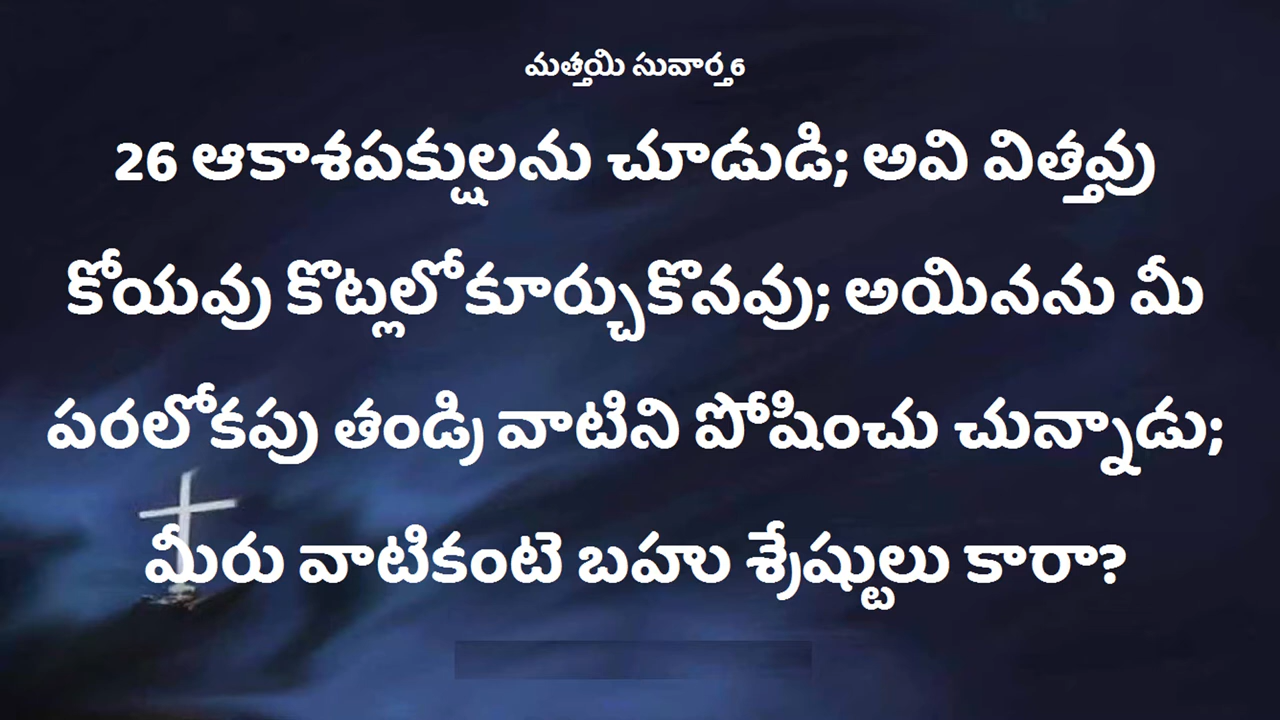 మత్తయి సువార్త 6
26 ఆకాశపక్షులను చూడుడి; అవి విత్తవు
కోయవు కొట్లలోకూర్చుకొనవు; అయినను మీ
పరలోకపు తండ్రి వాటిని పోషించు చున్నాడు;
మీరు వాటికంటె బహు శ్రేష్టులు కారా?